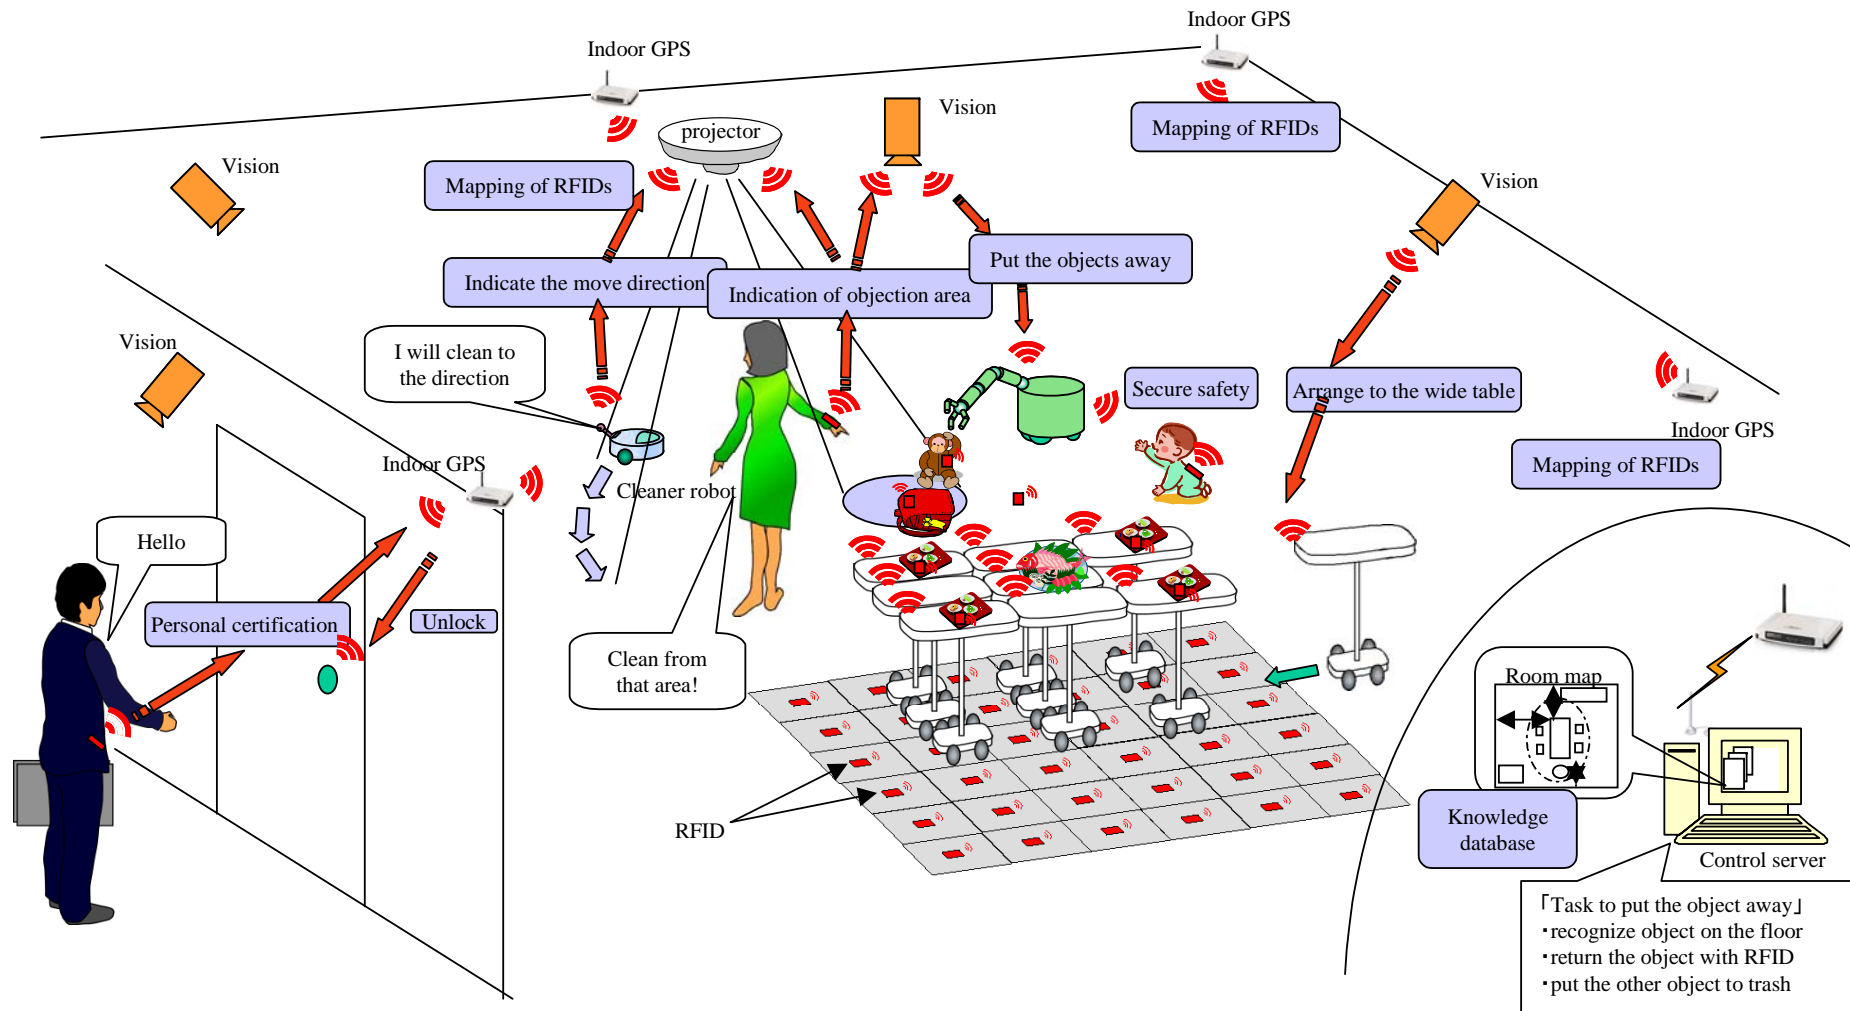 Indoor GPS
Indoor GPS
Vision
projector
Mapping of RFIDs
Vision
Mapping of RFIDs
Vision
Put the objects away
Indicate the move direction
Indication of objection area
Vision
I will clean to
the direction
Secure safety
Arrange to the wide table
Indoor GPS
Mapping of RFIDs
Indoor GPS
Cleaner robot
Hello
Personal certification
Unlock
Clean from
that area!
Room map
RFID
Knowledge
database
Control server
「Task to put the object away」
・recognize object on the floor
・return the object with RFID
・put the other object to trash